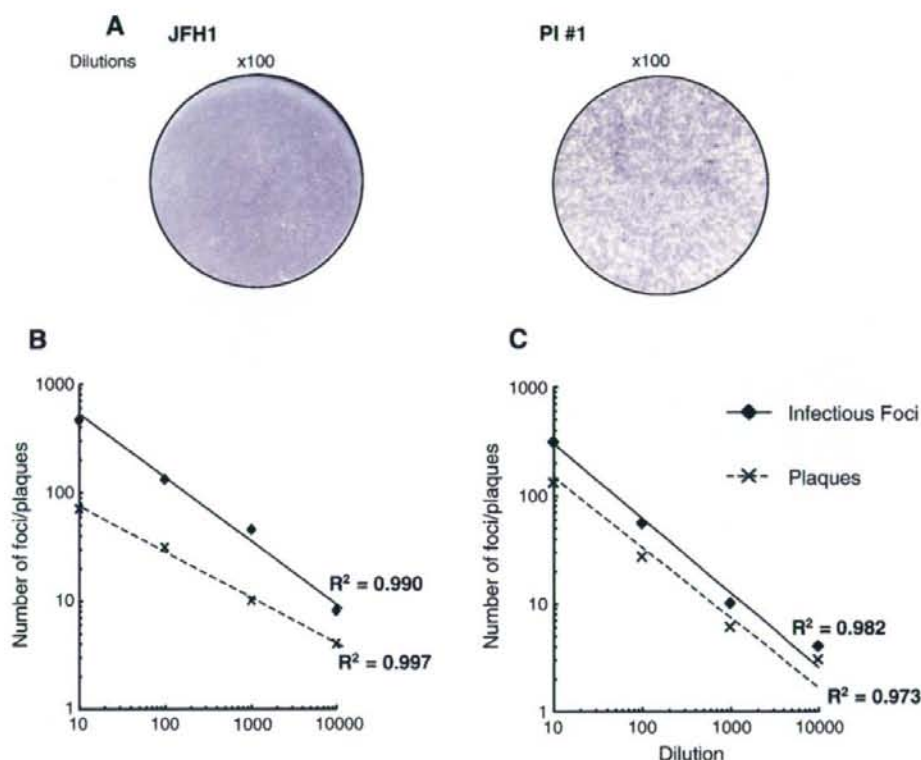 A
JFH1
PI #1
Dilutions
x100
x100
B
Number of foci/plaques
1000
100
10
1
10
100
1000
10000
R² = 0.990
R² = 0.997
C
Number of foci/plaques
1000
100
10
1
10
100
1000
10000
Dilution
R² = 0.982
R² = 0.973
Infectious Foci
Plaques